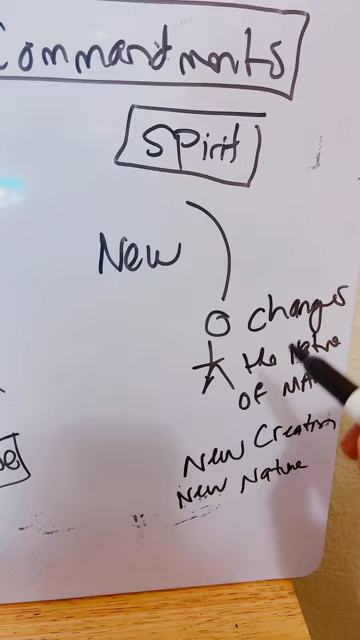 Commandments
Spirit
New
Changes
the Nature
OF MAN
New Creation
New Nature